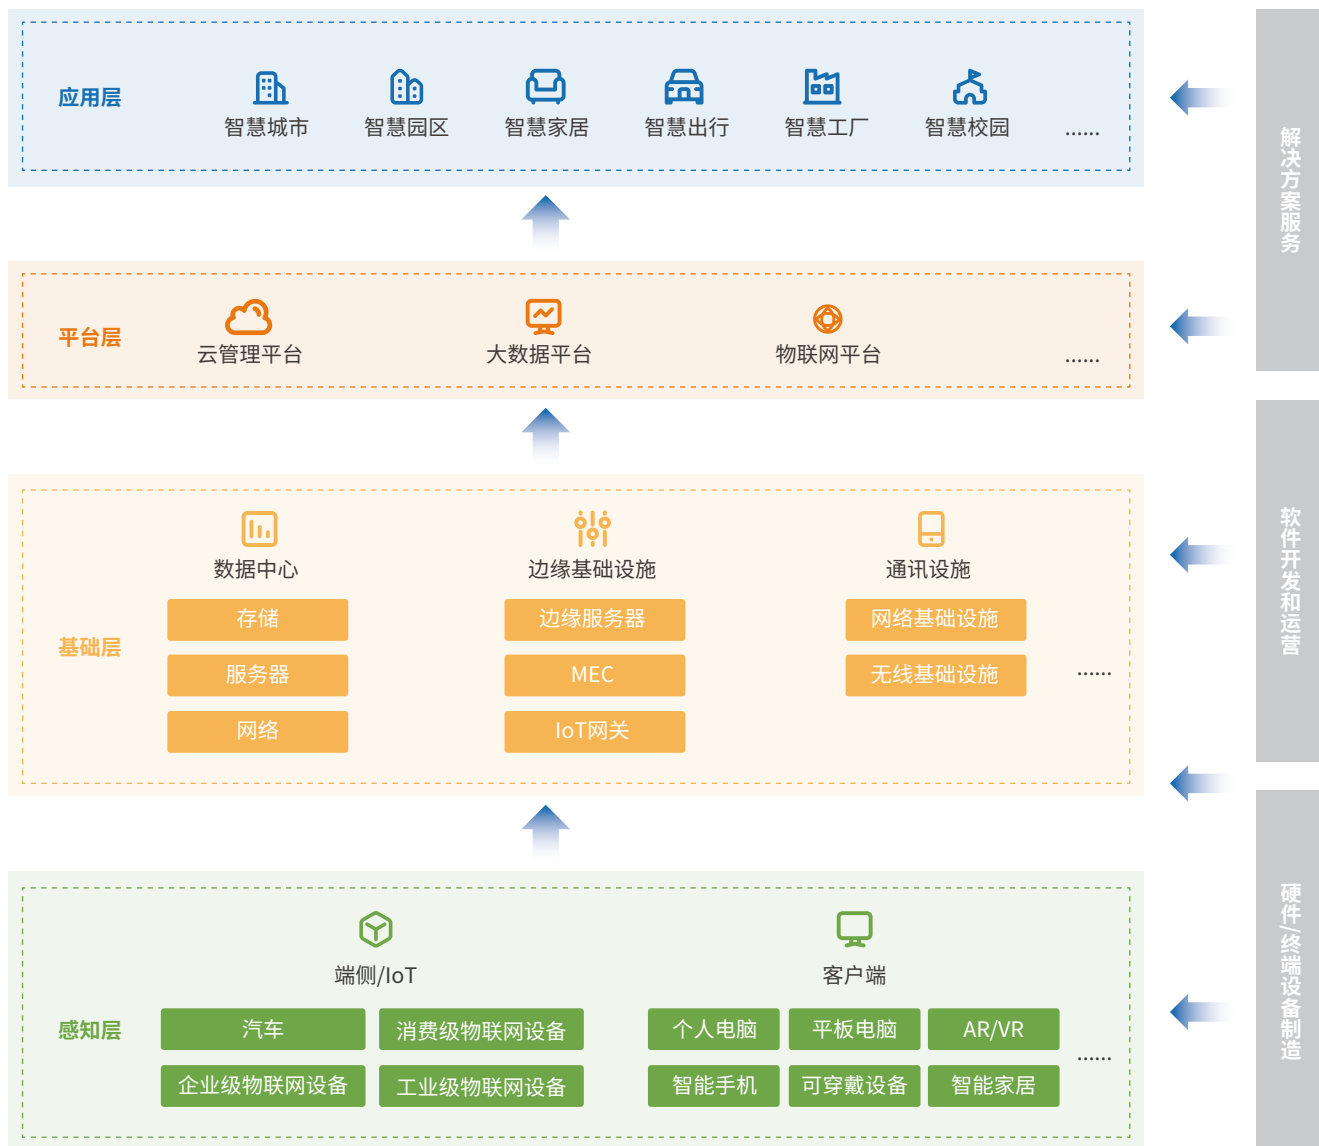 应用层
智慧城市
智慧园区
智慧家居
智慧出行
智慧工厂
智慧校园
······
平台层
云管理平台
大数据平台
物联网平台
······
基础层
数据中心
存储
服务器
网络
边缘基础设施
边缘服务器
MEC
IoT网关
通讯设施
网络基础设施
无线基础设施
······
感知层
端侧/IoT
汽车
消费级物联网设备
企业级物联网设备
工业级物联网设备
客户端
个人电脑
平板电脑
AR/VR
智能手机
可穿戴设备
智能家居
······
解决方案服务
软件开发和运营
硬件/终端设备制造